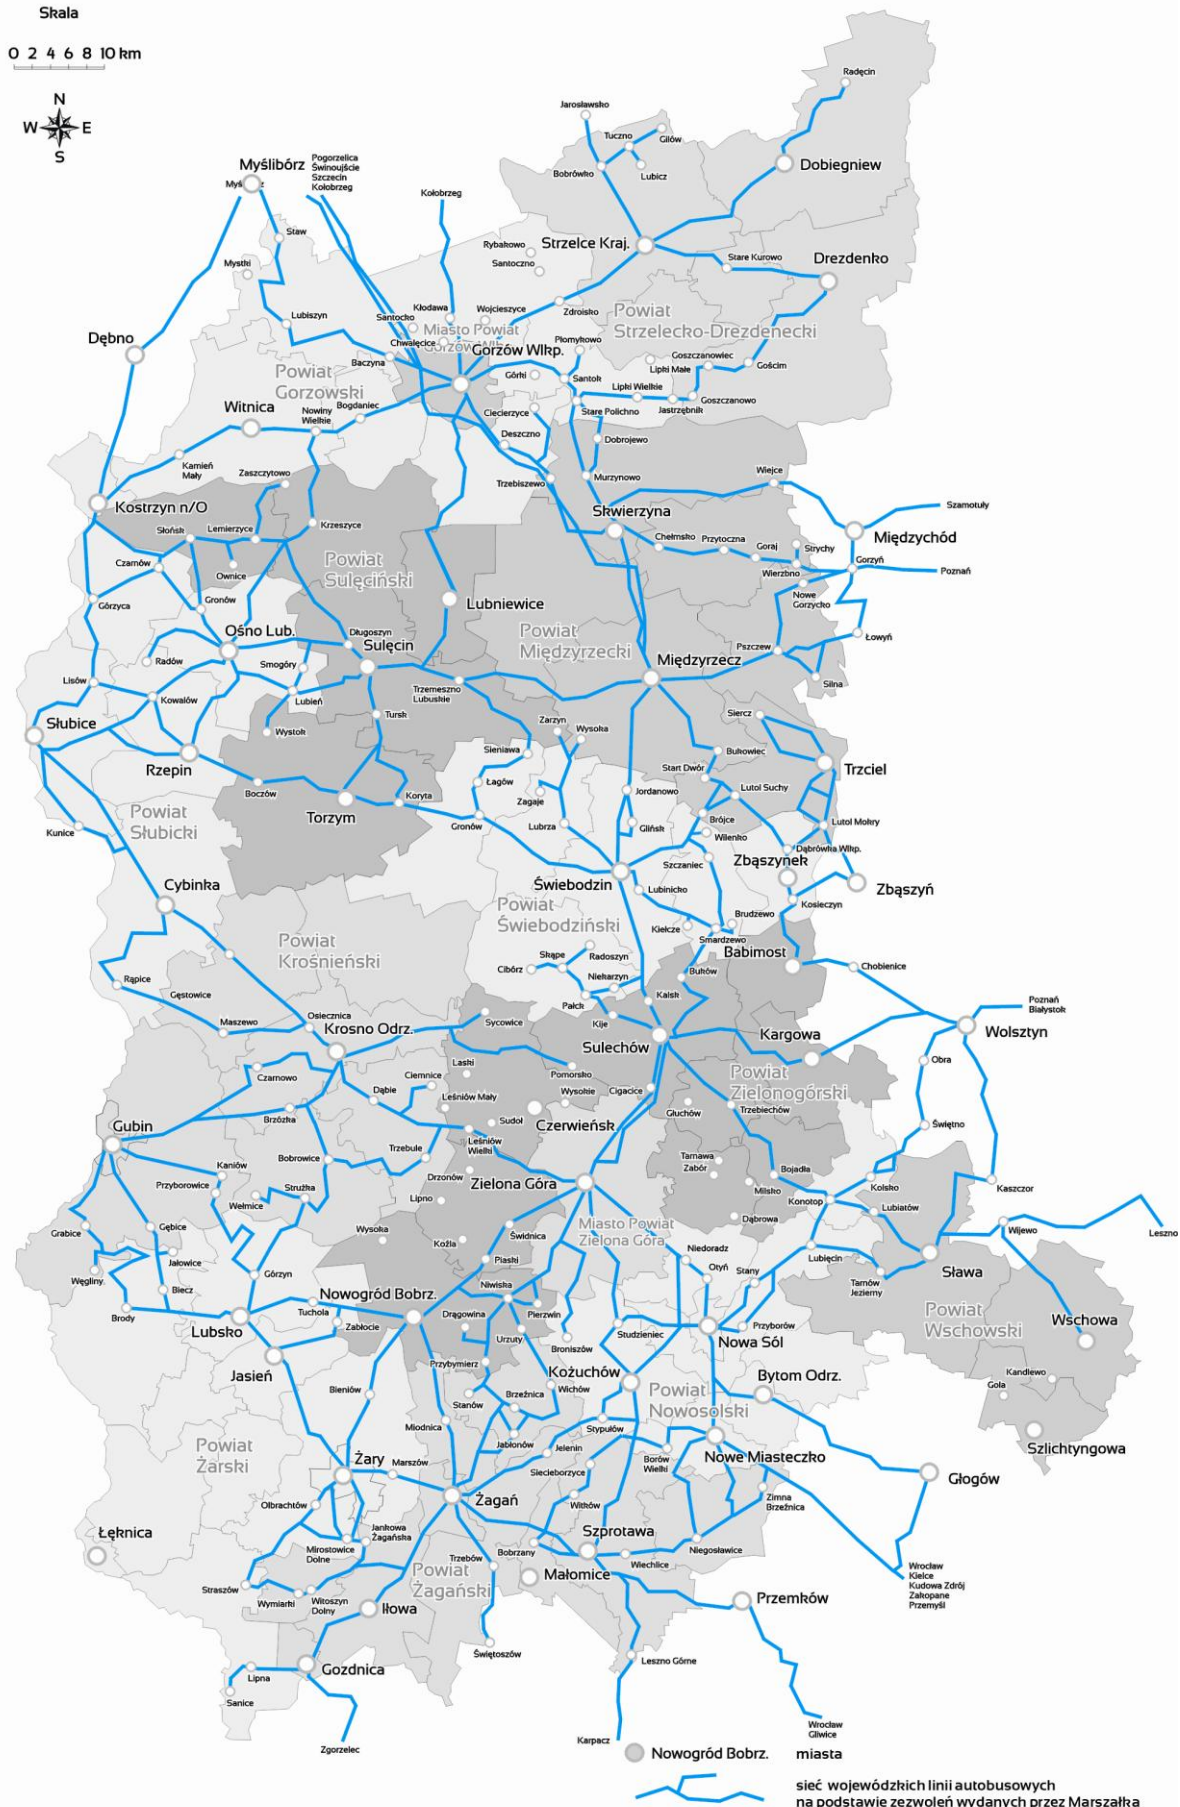 Skala
0 2 4 6 8 10 km
N
W E
S
Radęcin
Jarosławsko
Tuczno
Gilów
Lubicz
Bobrówko
Dobiegniew
Myślibórz
Pogorzelica
Świnoujście
Szczecin
Kołobrzeg
Kołobrzeg
Staw
Mystki
Rybakowo
Santoczno
Strzelce Kraj.
Stare Kurowo
Drezdenko
Lubiszyn
Santocko
Kłodawa
Wojcieszyce
Zdroisko
Chwalęcice
Miasto Powiat
Gorzów Wlkp.
Powiat
Strzelecko-Drezdenecki
Dębno
Baczyna
Gorzów Wlkp.
Płomykowo
Goszczanowiec
Lipki Małe
Gościm
Górki
Santok
Powiat
Gorzowski
Lipki Wielkie
Goszczanowo
Jastrzębnik
Stare Polichno
Witnica
Nowiny
Wielkie
Bogdaniec
Ciecierzyce
Deszczno
Dobrojewo
Kamień
Mały
Zaszczytowo
Trzebiszewo
Murzynowo
Wiejce
Kostrzyn n/O
Skwierzyna
Szamotuły
Międzychód
Słońsk
Lemierzyce
Krzeszyce
Chełmsko
Przytoczna
Goraj
Strychy
Gorzyń
Wierzbno
Poznań
Czarnów
Ownice
Powiat
Sulęciński
Nowe
Gorzycko
Górzyca
Gronów
Lubniewice
Łowyń
Ośno Lub.
Długoszyn
Sulęcin
Powiat
Międzyrzecki
Pszczew
Radów
Smogóry
Międzyrzecz
Silna
Lisów
Kowalów
Lubień
Trzemeszno
Lubuskie
Słubice
Wystok
Tursk
Zarzyn
Wysoka
Siercz
Bukowiec
Rzepin
Sieniawa
Start Dwór
Trzciel
Boczów
Koryta
Łagów
Zagaje
Jordanowo
Lutol Suchy
Torzym
Gronów
Lubrza
Glińsk
Brójce
Wilenko
Lutol Mokry
Powiat
Słubicki
Kunice
Dąbrówka Wlkp.
Zbąszynek
Szczaniec
Zbąszyń
Świebodzin
Lubinicko
Cybinka
Kosieczyn
Powiat
Świebodziński
Kiełcze
Brudzewo
Smardzewo
Powiat
Krośnieński
Skąpe
Radoszyn
Babimost
Cibórz
Niekarzyn
Buków
Chobienice
Rąpice
Gęstowice
Pałck
Kalsk
Poznań
Białystok
Maszewo
Osiecznica
Krosno Odrz.
Sycowice
Kije
Sulechów
Kargowa
Wolsztyn
Czarnowo
Dąbie
Ciemnice
Laski
Pomorsko
Obra
Powiat
Zielonogórski
Wysokie
Cigacice
Brzózka
Leśniów Mały
Sudoł
Czerwieńsk
Głuchów
Trzebiechów
Gubin
Świętno
Bobrowice
Trzebule
Leśniów
Wielki
Kaniów
Przyborowice
Drzonów
Zielona Góra
Tarnawa
Zabór
Bojadła
Kolsko
Kaszczor
Wełmice
Strużka
Lipno
Milsko
Konotop
Lubiatów
Grabice
Gębice
Wysoka
Koźla
Świdnica
Miasto Powiat
Zielona Góra
Dąbrowa
Wijewo
Leszno
Jałowice
Piaski
Niedoradz
Lubięcin
Węgliny
Biecz
Górzyn
Niwiska
Otyń
Stany
Tarnów
Jezierny
Sława
Brody
Nowogród Bobrz.
Tuchola
Drągowina
Pierzwin
Powiat
Wschowski
Lubsko
Zabłocie
Urzuty
Studzieniec
Przyborów
Nowa Sól
Wschowa
Jasień
Przybymierz
Broniszów
Kożuchów
Kandlewo
Bieniów
Stanów
Brzeźnica
Wichów
Powiat
Nowosolski
Bytom Odrz.
Gola
Miodnica
Stypułów
Szlichtyngowa
Powiat
Żarski
Jabłonów
Jelenin
Nowe Miasteczko
Żary
Marszów
Siecieborzyce
Borów
Wielki
Głogów
Żagań
Zimna
Brzeźnica
Olbrachtów
Witków
Łęknica
Mirostowice
Dolne
Jankowa
Żagańska
Szprotawa
Bobrzany
Niegosławice
Trzebów
Wiechlice
Wrocław
Kielce
Kudowa Zdrój
Zakopane
Przemyśl
Straszów
Powiat
Żagański
Małomice
Wymiarki
Witoszyn
Dolny
Iłowa
Przemków
Świętoszów
Leszno Górne
Gozdnica
Lipna
Sanice
Zgorzelec
Karpacz
Wrocław
Gliwice
Nowogród Bobrz. miasta
sieć wojewódzkich linii autobusowych
na podstawie zezwoleń wydanych przez Marszałka